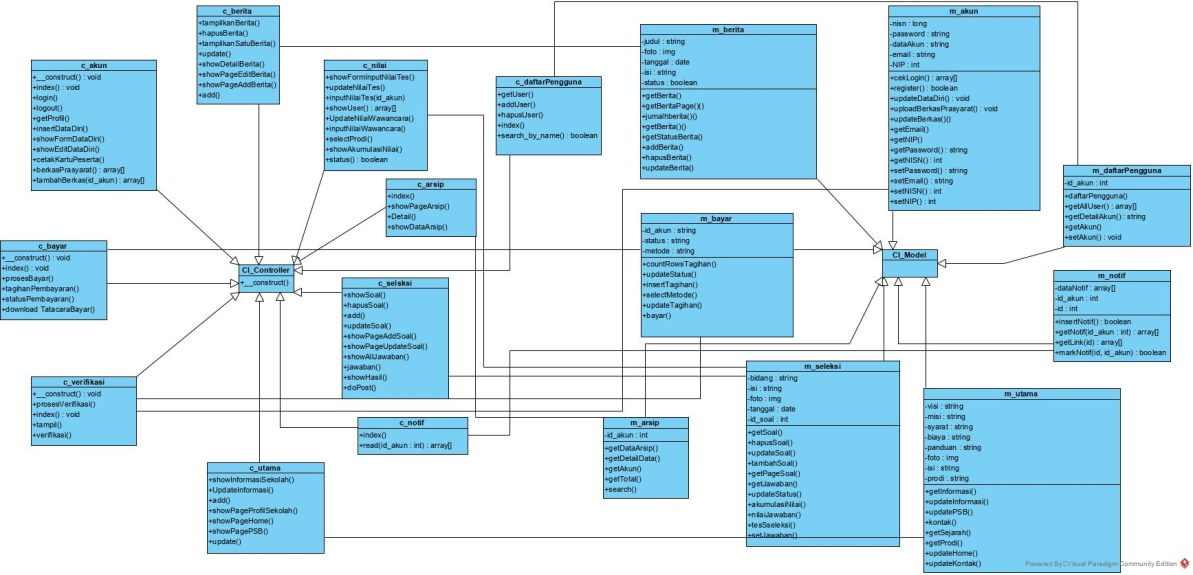 c_berita
+tampilkanBerita()
+hapusBerita()
+tampilkanSatuBerita()
+update()
+showDetailBerita()
+showPageEditBerita()
+showPageAddBerita()
+add()
c_akun
+__construct() : void
+index() : void
+login()
+logout()
+getProfil()
+insertDataDiri()
+showFormDataDiri()
+showEditDataDiri()
+cetakKartuPeserta()
+berkasPrasyarat() : array[]
+tambahBerkas(id_akun) : array[]
c_nilai
+showFormInputNilaiTes()
+updateNilaiTes()
+inputNilaiTes(id_akun)
+showUser() : array[]
+UpdateNilaiWawancara()
+inputNilaiWawancara()
+selectProdi()
+showAkumulasiNilai()
+status() : boolean
c_daftarPengguna
+getUser()
+addUser()
+hapusUser()
+index()
+search_by_name() : boolean
m_berita
-judul : string
-foto : img
-tanggal : date
-isi : string
-status : boolean
+getBerita()
+getBeritaPage()()
+jumalhberita()()
+getBerita()()
+getStatusBerita()
+addBerita()
+hapusBerita()
+updateBerita()
m_akun
-nisn : long
-password : string
-dataAkun : string
-email : string
-NIP : int
+cekLogin() : array[]
+register() : boolean
+updateDataDiri() : void
+uploadBerkasPrasyarat() : void
+updateBerkas()()
+getEmail()
+getNIP()
+getPassword() : string
+getNISN() : int
+setPassword() : string
+setEmail() : string
+setNISN() : int
+setNIP() : int
m_daftarPengguna
-id_akun : int
+daftarPengguna()
+getAllUser() : array[]
+getDetailAkun() : string
+getAkun()
+setAkun() : void
c_arsip
+index()
+showPageArsip()
+Detail()
+showDataArsip()
m_bayar
-id_akun : string
-status : string
-metode : string
+countRowsTagihan()
+updateStatus()
+insertTagihan()
+selectMetode()
+updateTagihan()
+bayar()
c_bayar
+__construct() : void
+index() : void
+prosesBayar()
+tagihanPembayaran()
+statusPembayaran()
+download TatacaraBayar()
CI_Controller
+__construct()
CI_Model
c_selsksi
+showSoal()
+hapusSoal()
+add()
+updateSoal()
+showPageAddSoal()
+showPageUpdateSoal()
+showAllJawaban()
+jawaban()
+showHasil()
+doPost()
m_notif
-dataNotif : array[]
-id_akun : int
-id : int
+insertNotif() : boolean
+getNotif(id_akun : int) : array[]
+getLink(id) : array[]
+markNotif(id, id_akun) : boolean
c_verifikasi
+__construct() : void
+prosesVerifikasi()
+index() : void
+tampil()
+verifikasi()
m_seleksi
-bidang : string
-isi : string
-foto : img
-tanggal : date
-id_soal : int
+getSoal()
+hapusSoal()
+updateSoal()
+tambahSoal()
+getPageSoal()
+getJawaban()
+updateStatus()
+akumulasiNilai()
+nilaiJawaban()
+tesSseleksi()
+setJawaban()
m_utama
-visi : string
-misi : string
-syarat : string
-biaya : string
-panduan : string
-foto : img
-isi : string
-prodi : string
+getInformasi()
+updateInformasi()
+updatePSB()
+kontak()
+getSejarah()
+getProdi()
+updateHome()
+updateKontak()
c_notif
+index()
+read(id_akun : int) : array[]
m_arsip
-id_akun : int
+getDataArsip()
+getDetailData()
+getAkun()
+getTotal()
+search()
c_utama
+showInformasiSekolah()
+UpdateInformasi()
+add()
+showPageProfilSekolah()
+showPageHome()
+showPagePSB()
+update()
Powered By Visual Paradigm Community Edition